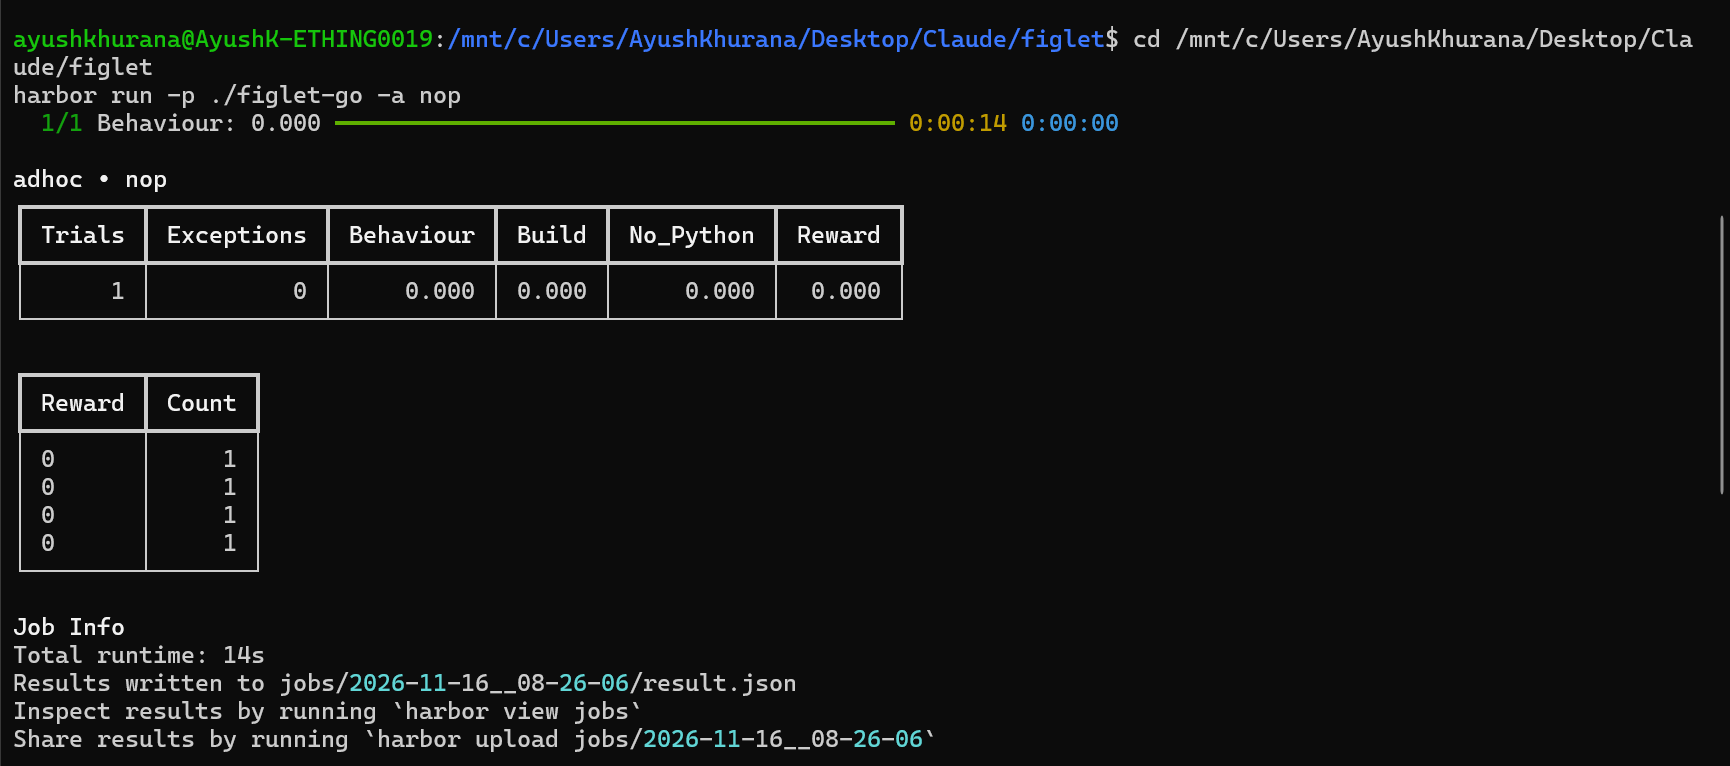 ayushkhurana@AyushK-ETHING0019:/mnt/c/Users/AyushKhurana/Desktop/Claude/figlet$ cd /mnt/c/Users/AyushKhurana/Desktop/Cla
ude/figlet
harbor run -p ./figlet-go -a nop
1/1 Behaviour: 0.000 0:00:14 0:00:00
adhoc • nop
Trials Exceptions Behaviour Build No_Python Reward
1 0 0.000 0.000 0.000 0.000
Reward Count
0 1
0 1
0 1
0 1
Job Info
Total runtime: 14s
Results written to jobs/2026-11-16__08-26-06/result.json
Inspect results by running `harbor view jobs`
Share results by running `harbor upload jobs/2026-11-16__08-26-06`